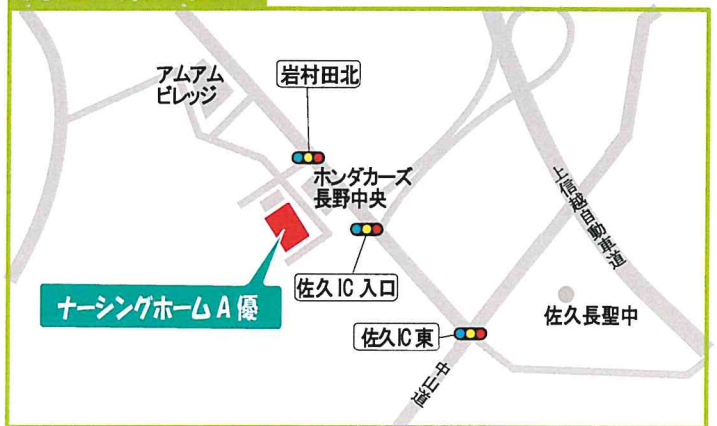 アムアム
ビレッジ
岩村田北
ホンダカーズ
長野中央
上信越自動車道
佐久IC入口
ナーシングホームA優
佐久長聖中
佐久IC東
中山道